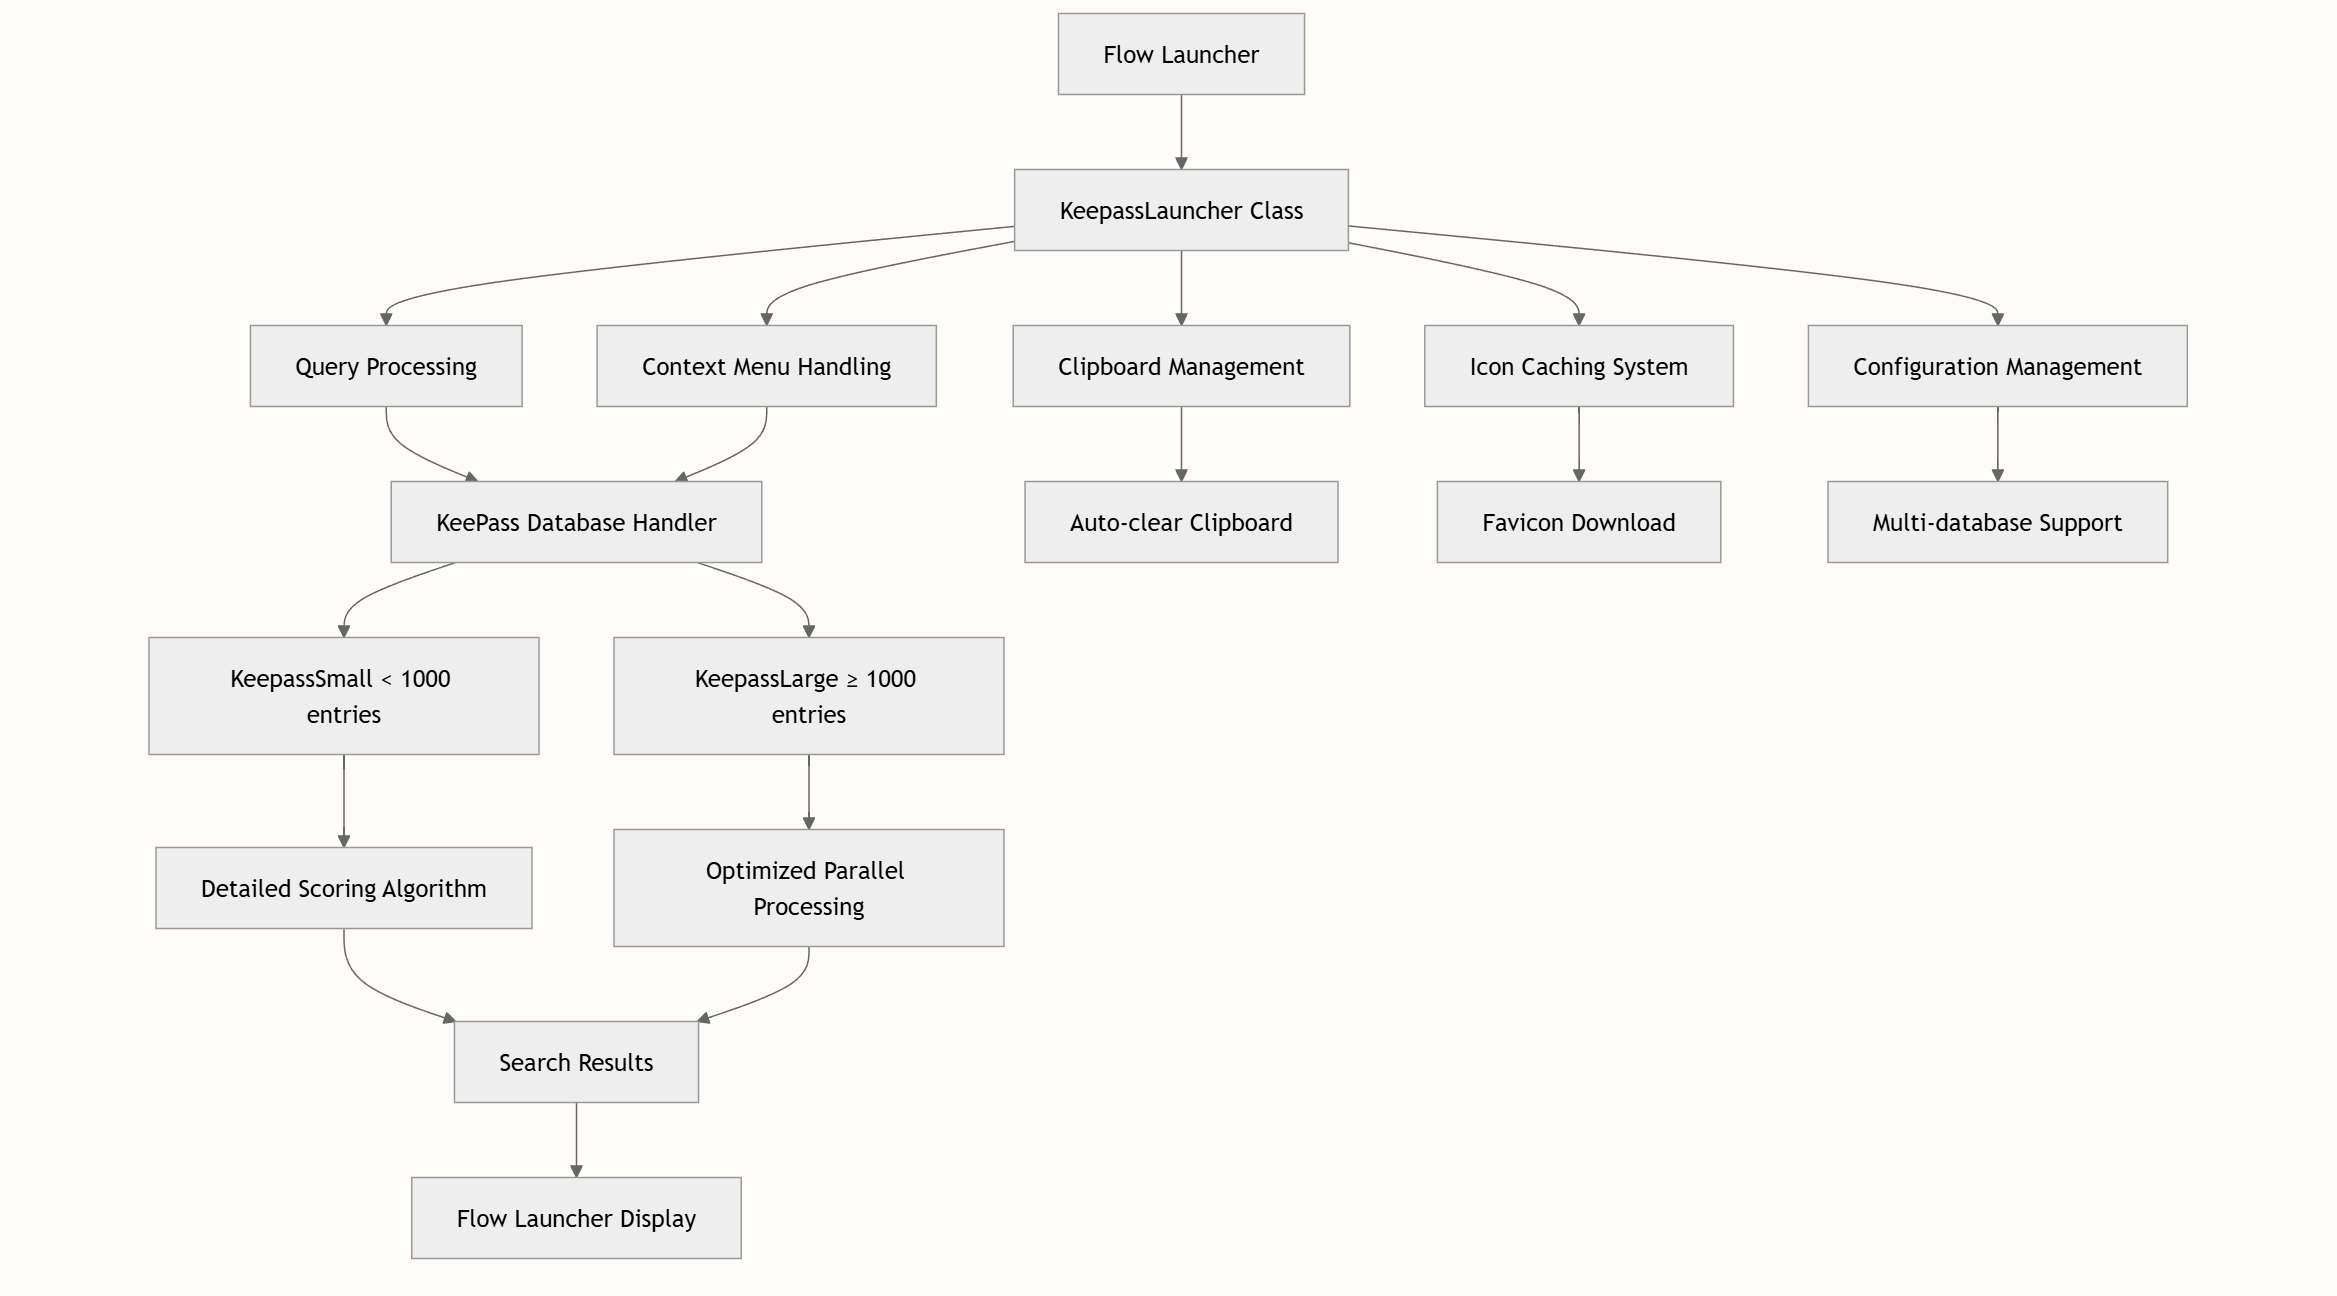 Flow Launcher
KeepassLauncher Class
Query Processing
Context Menu Handling
Clipboard Management
Icon Caching System
Configuration Management
KeePass Database Handler
Auto-clear Clipboard
Favicon Download
Multi-database Support
KeepassSmall < 1000
entries
KeepassLarge ≥ 1000
entries
Detailed Scoring Algorithm
Optimized Parallel
Processing
Search Results
Flow Launcher Display